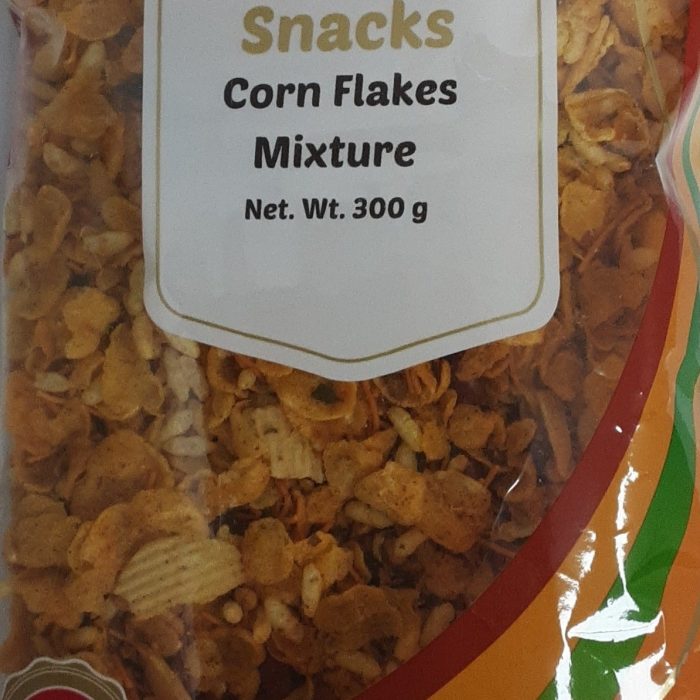 Snacks
Corn Flakes
Mixture
Net. Wt. 300 g